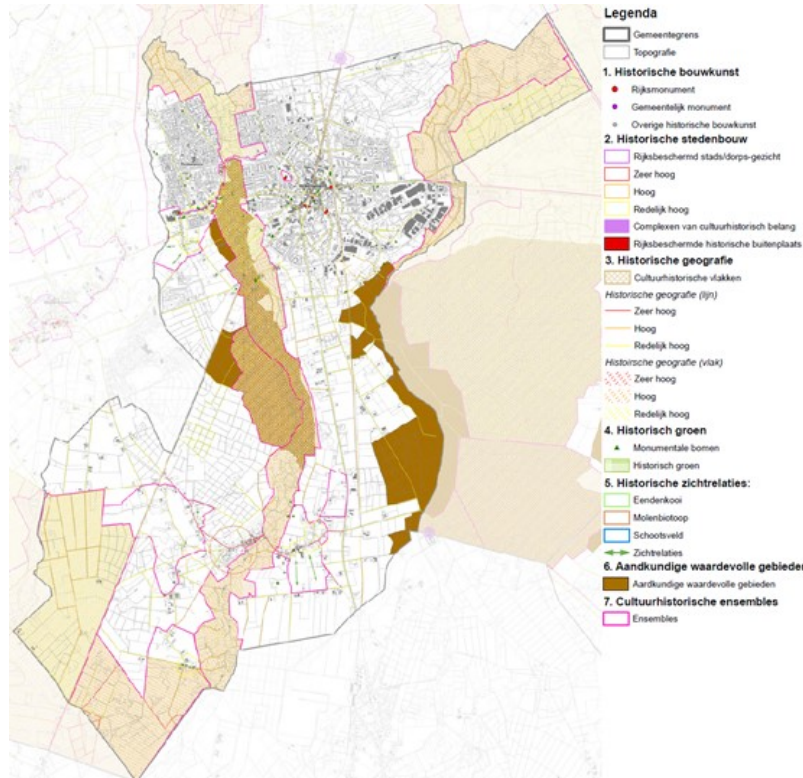 Legenda
Gemeentegrens
Topografie
1. Historische bouwkunst
Rijksmonument
Gemeentelijk monument
Overige historische bouwkunst
2. Historische stedenbouw
Rijksbeschermd stads/dorps-gezicht
Zeer hoog
Hoog
Redelijk hoog
Complexen van cultuurhistorisch belang
Rijksbeschermde historische buitenplaats
3. Historische geografie
Cultuurhistorische vlakken
Historische geografie (lijn)
Zeer hoog
Hoog
Redelijk hoog
Histoirsche geografie (vlak)
Zeer hoog
Hoog
Redelijk hoog
4. Historisch groen
Monumentale bomen
Historisch groen
5. Historische zichtrelaties:
Eendenkooi
Molenbiotoop
Schootsveld
Zichtrelaties
6. Aandkundige waardevolle gebieden
Aardkundige waardevolle gebieden
7. Cultuurhistorische ensembles
Ensembles